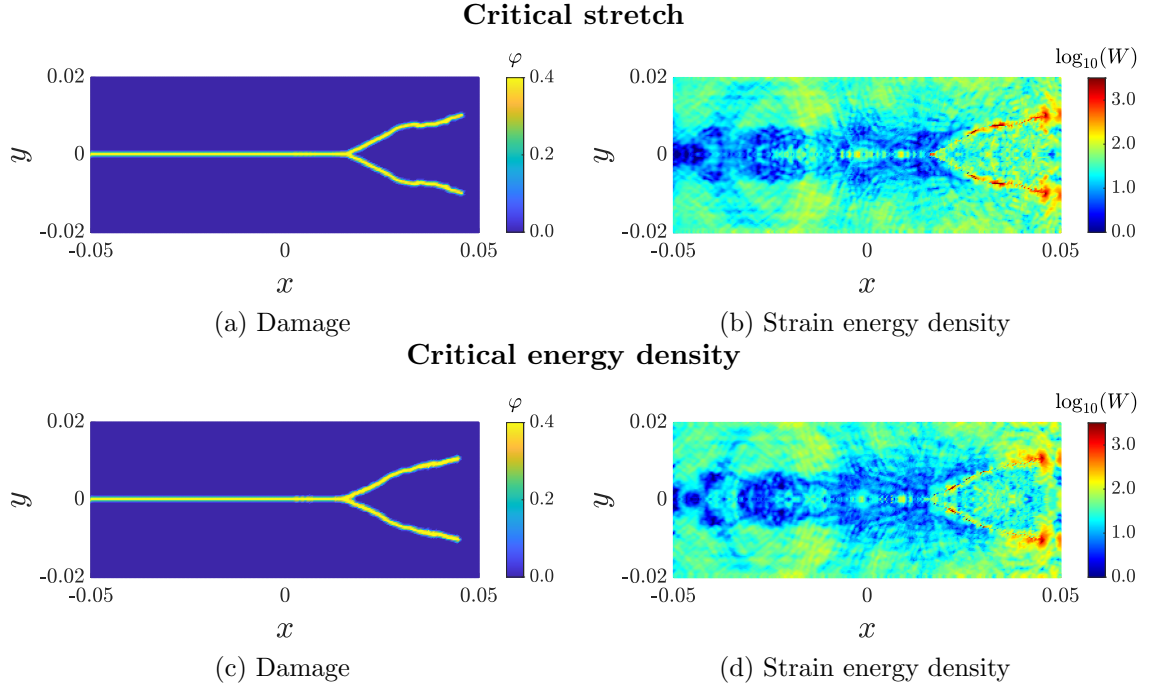 Critical stretch
φ
log₁₀(W)
0.02 0.4 0.02 3.0
y 0 0.2 y 0 2.0
1.0
-0.02 0.0 -0.02 0.0
-0.05 0 0.05 -0.05 0 0.05
x x
(a) Damage (b) Strain energy density
Critical energy density
φ
log₁₀(W)
0.02 0.4 0.02 3.0
y 0 0.2 y 0 2.0
1.0
-0.02 0.0 -0.02 0.0
-0.05 0 0.05 -0.05 0 0.05
x x
(c) Damage (d) Strain energy density